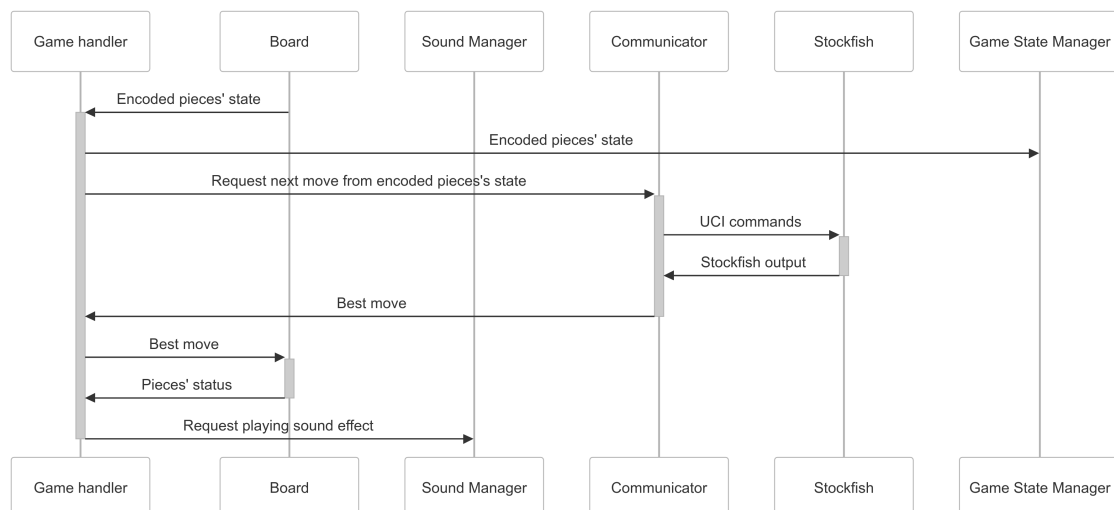 Game handler
Board
Sound Manager
Communicator
Stockfish
Game State Manager
Encoded pieces' state
Encoded pieces' state
Request next move from encoded pieces's state
UCI commands
Stockfish output
Best move
Best move
Pieces' status
Request playing sound effect
Game handler
Board
Sound Manager
Communicator
Stockfish
Game State Manager